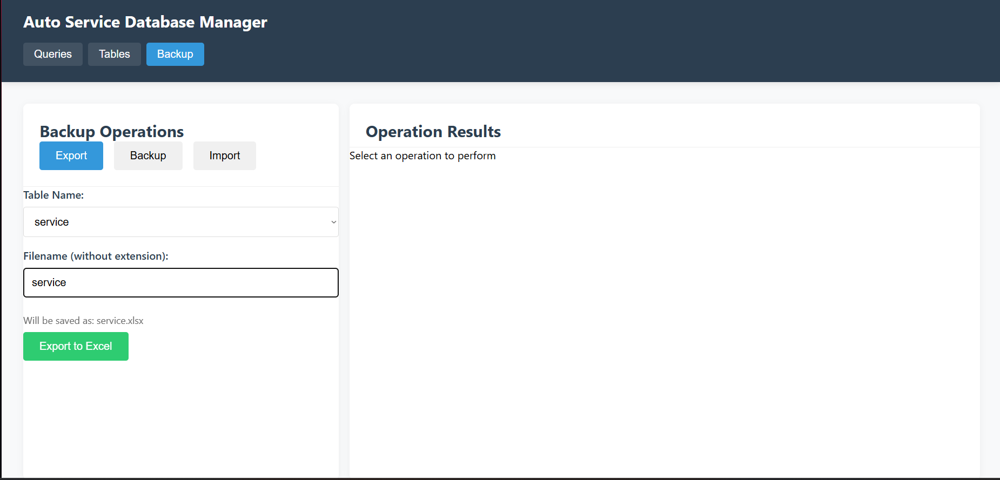 Auto Service Database Manager
Queries Tables Backup
Backup Operations
Export Backup Import
Table Name:
service
Filename (without extension):
service
Will be saved as: service.xlsx
Export to Excel
Operation Results
Select an operation to perform